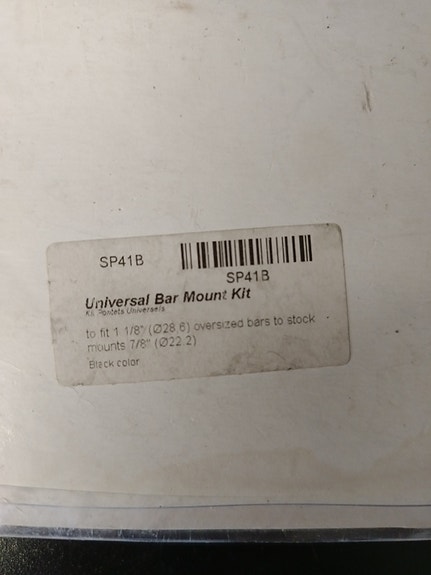 SP41B
SP41B
Universal Bar Mount Kit
Kit Pontets Universels
to fit 1 1/8" (Ø28.6) oversized bars to stock
mounts 7/8" (Ø22.2)
Black color